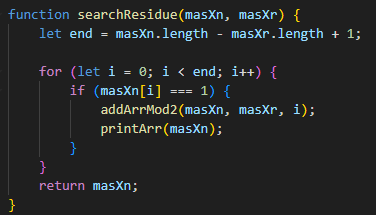 function searchResidue(masXn, masXr) {
    let end = masXn.length - masXr.length + 1;

    for (let i = 0; i < end; i++) {
        if (masXn[i] === 1) {
            addArrMod2(masXn, masXr, i);
            printArr(masXn);
        }
    }
    return masXn;
}